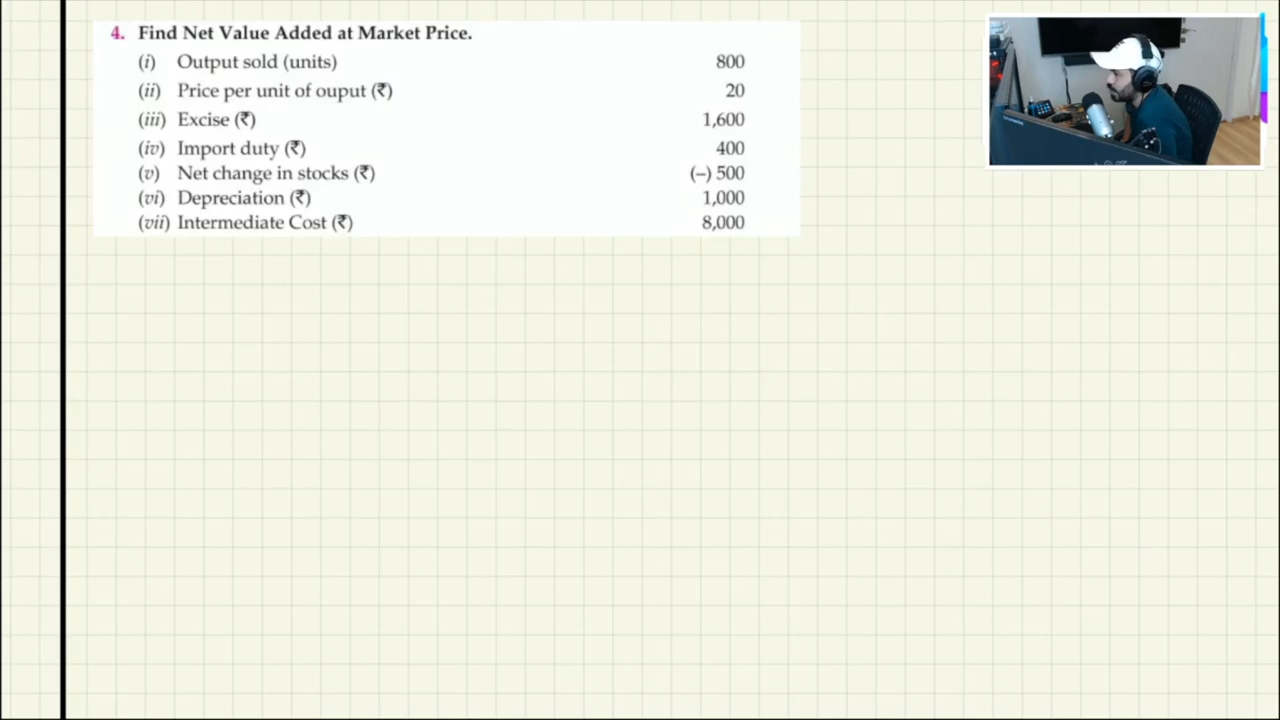 4. Find Net Value Added at Market Price.
(i) Output sold (units) 800
(ii) Price per unit of ouput (₹) 20
(iii) Excise (₹) 1,600
(iv) Import duty (₹) 400
(v) Net change in stocks (₹) (–) 500
(vi) Depreciation (₹) 1,000
(vii) Intermediate Cost (₹) 8,000